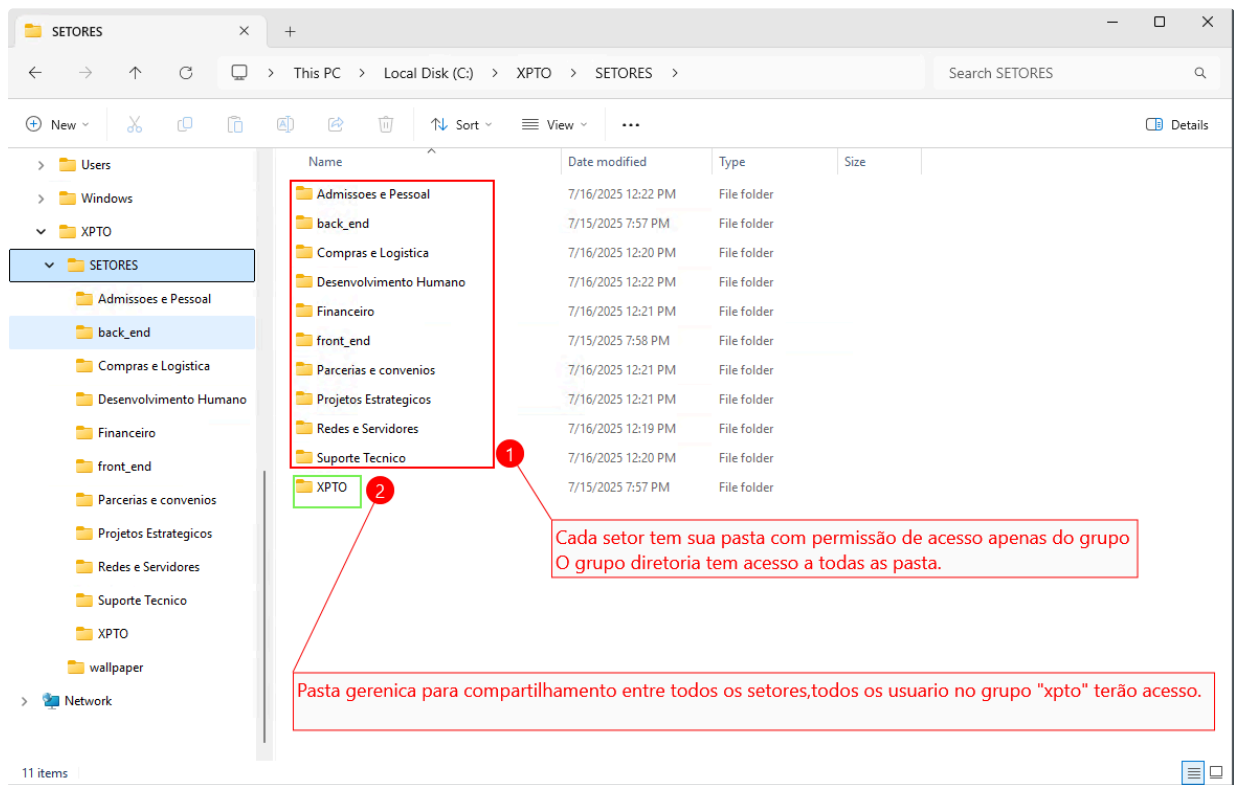 SETORES
This PC > Local Disk (C:) > XPTO > SETORES >
Search SETORES
New
Sort
View
Details
Users
Windows
XPTO
SETORES
Admissoes e Pessoal
back_end
Compras e Logistica
Desenvolvimento Humano
Financeiro
front_end
Parcerias e convenios
Projetos Estrategicos
Redes e Servidores
Suporte Tecnico
XPTO
wallpaper
Network
Name Date modified Type Size
Admissoes e Pessoal 7/16/2025 12:22 PM File folder
back_end 7/15/2025 7:57 PM File folder
Compras e Logistica 7/16/2025 12:20 PM File folder
Desenvolvimento Humano 7/16/2025 12:22 PM File folder
Financeiro 7/16/2025 12:21 PM File folder
front_end 7/15/2025 7:58 PM File folder
Parcerias e convenios 7/16/2025 12:21 PM File folder
Projetos Estrategicos 7/16/2025 12:21 PM File folder
Redes e Servidores 7/16/2025 12:19 PM File folder
Suporte Tecnico 7/16/2025 12:20 PM File folder
XPTO 7/15/2025 7:57 PM File folder
1
2
Cada setor tem sua pasta com permissão de acesso apenas do grupo
O grupo diretoria tem acesso a todas as pasta.
Pasta gerenica para compartilhamento entre todos os setores,todos os usuario no grupo "xpto" terão acesso.
11 items